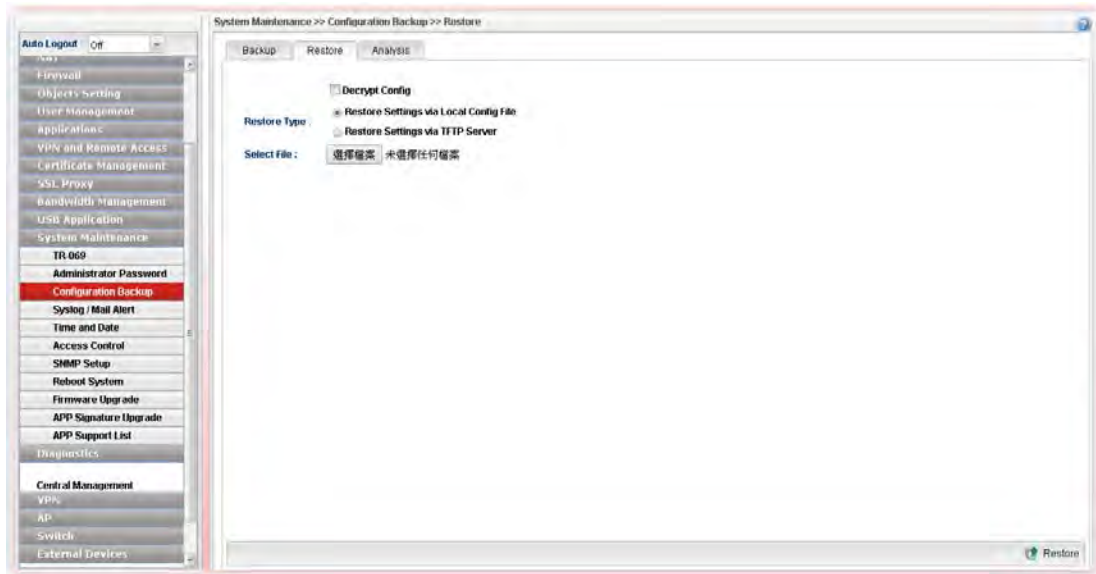 System Maintenance >> Configuration Backup >> Restore
Auto Logout Off
NAT
Firewall
Objects Setting
User Management
Applications
VPN and Remote Access
Certificate Management
SSL Proxy
Bandwidth Management
USB Application
System Maintenance
TR-069
Administrator Password
Configuration Backup
Syslog / Mail Alert
Time and Date
Access Control
SNMP Setup
Reboot System
Firmware Upgrade
APP Signature Upgrade
APP Support List
Diagnostics
Central Management
VPN
AP
Switch
External Devices
Backup Restore Analysis
Decrypt Config
Restore Type
Restore Settings via Local Config File
Restore Settings via TFTP Server
Select File : 選擇檔案 未選擇任何檔案
Restore